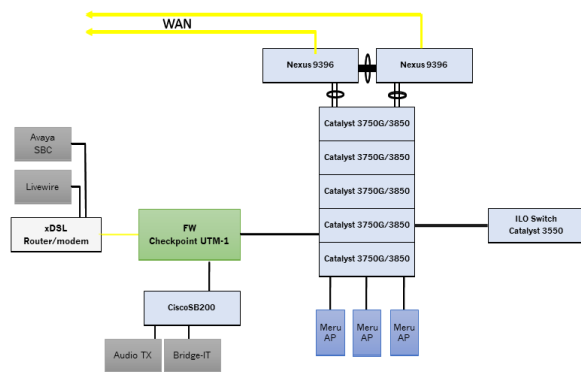 WAN
Nexus 9396
Nexus 9396
Catalyst 3750G/3850
Catalyst 3750G/3850
Catalyst 3750G/3850
Catalyst 3750G/3850
Catalyst 3750G/3850
Avaya
SBC
Livewire
xDSL
Router/modem
FW
Checkpoint UTM-1
ILO Switch
Catalyst 3550
CiscoSB200
Audio TX
Bridge-IT
Meru
AP
Meru
AP
Meru
AP